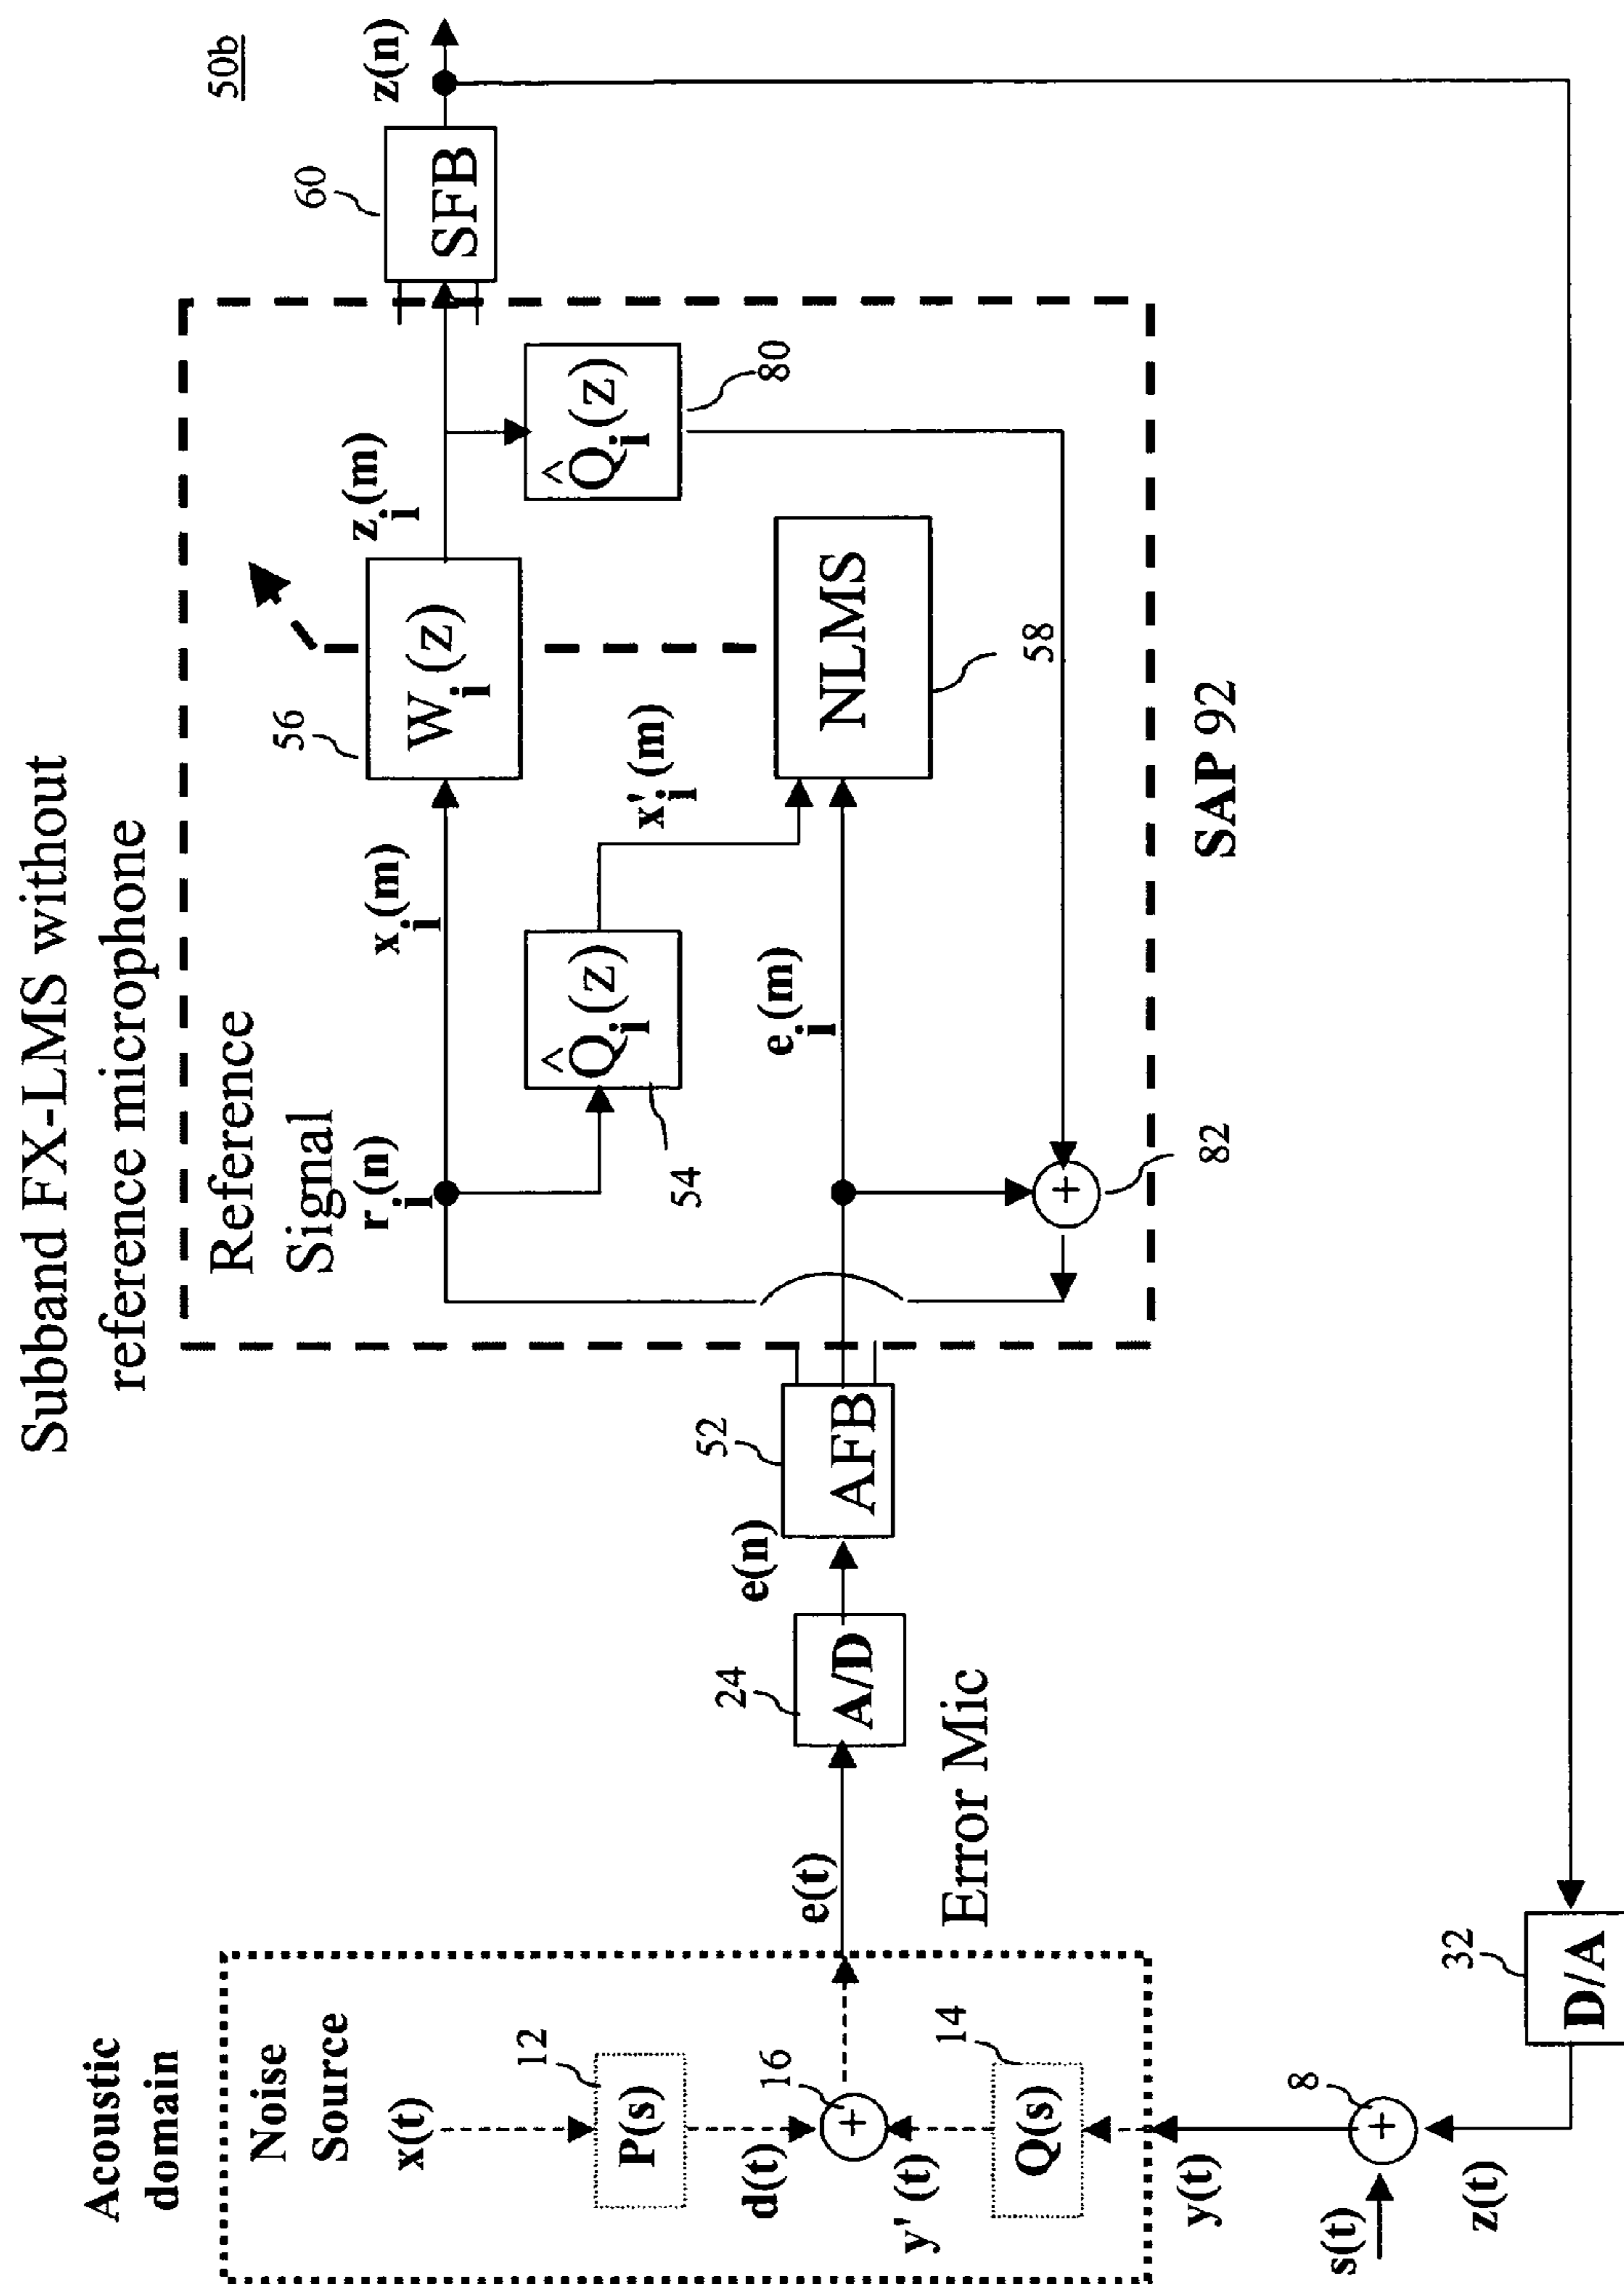 Subband FX-LMS without
reference microphone
50b
Acoustic
domain
Noise
Source
x(t)
12
P(s)
d(t)
16
+
y'(t)
14
Q(s)
y(t)
8
+
s(t)
z(t)
32
D/A
e(t)
Error Mic
24
A/D
e(n)
52
AFB
Reference
Signal
r_i(n)
x_i(m)
54
Q̂_i(z)
x'_i(m)
e_i(m)
56
W_i(z)
NLMS
58
z_i(m)
Q̂_i(z)
80
+
82
SAP 92
60
SFB
z(n)